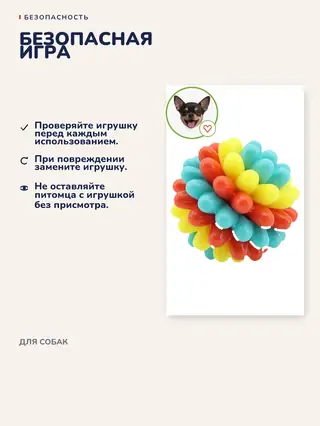 БЕЗОПАСНОСТЬ
БЕЗОПАСНАЯ
ИГРА
Проверяйте игрушку
перед каждым
использованием.
При повреждении
замените игрушку.
Не оставляйте
питомца с игрушкой
без присмотра.
ДЛЯ СОБАК